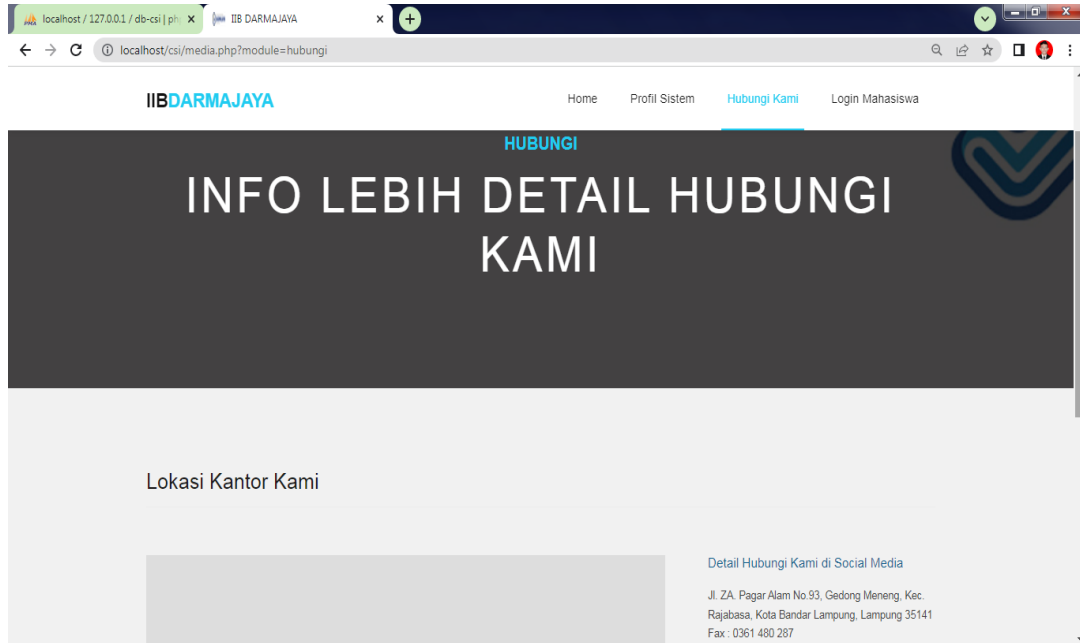 localhost / 127.0.0.1 / db-csi | ph
IIB DARMAJAYA
localhost/csi/media.php?module=hubungi
IIBDARMAJAYA
Home
Profil Sistem
Hubungi Kami
Login Mahasiswa
HUBUNGI
INFO LEBIH DETAIL HUBUNGI
KAMI
Lokasi Kantor Kami
Detail Hubungi Kami di Social Media
Jl. ZA. Pagar Alam No.93, Gedong Meneng, Kec.
Rajabasa, Kota Bandar Lampung, Lampung 35141
Fax : 0361 480 287